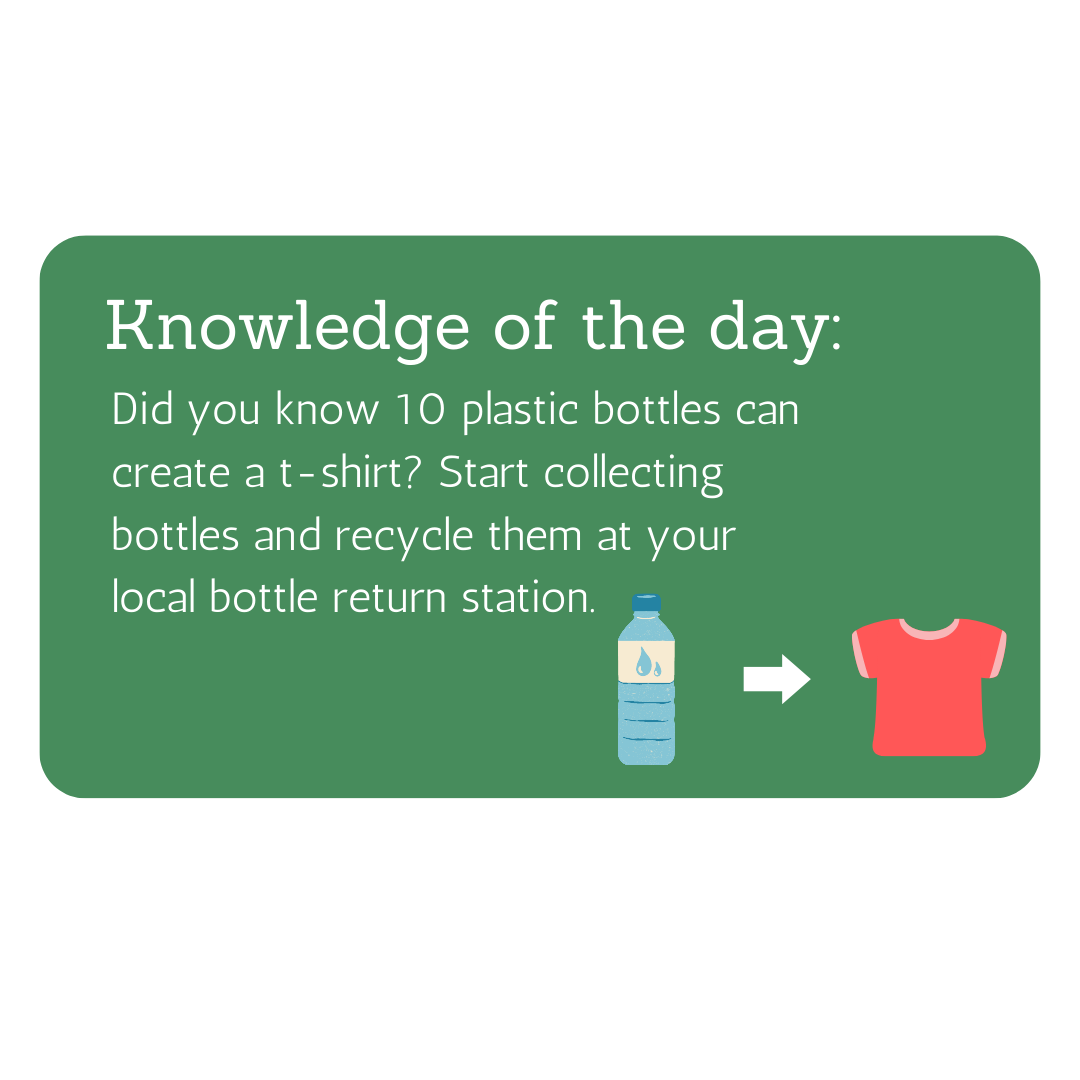 Knowledge of the day:
Did you know 10 plastic bottles can
create a t-shirt? Start collecting
bottles and recycle them at your
local bottle return station.